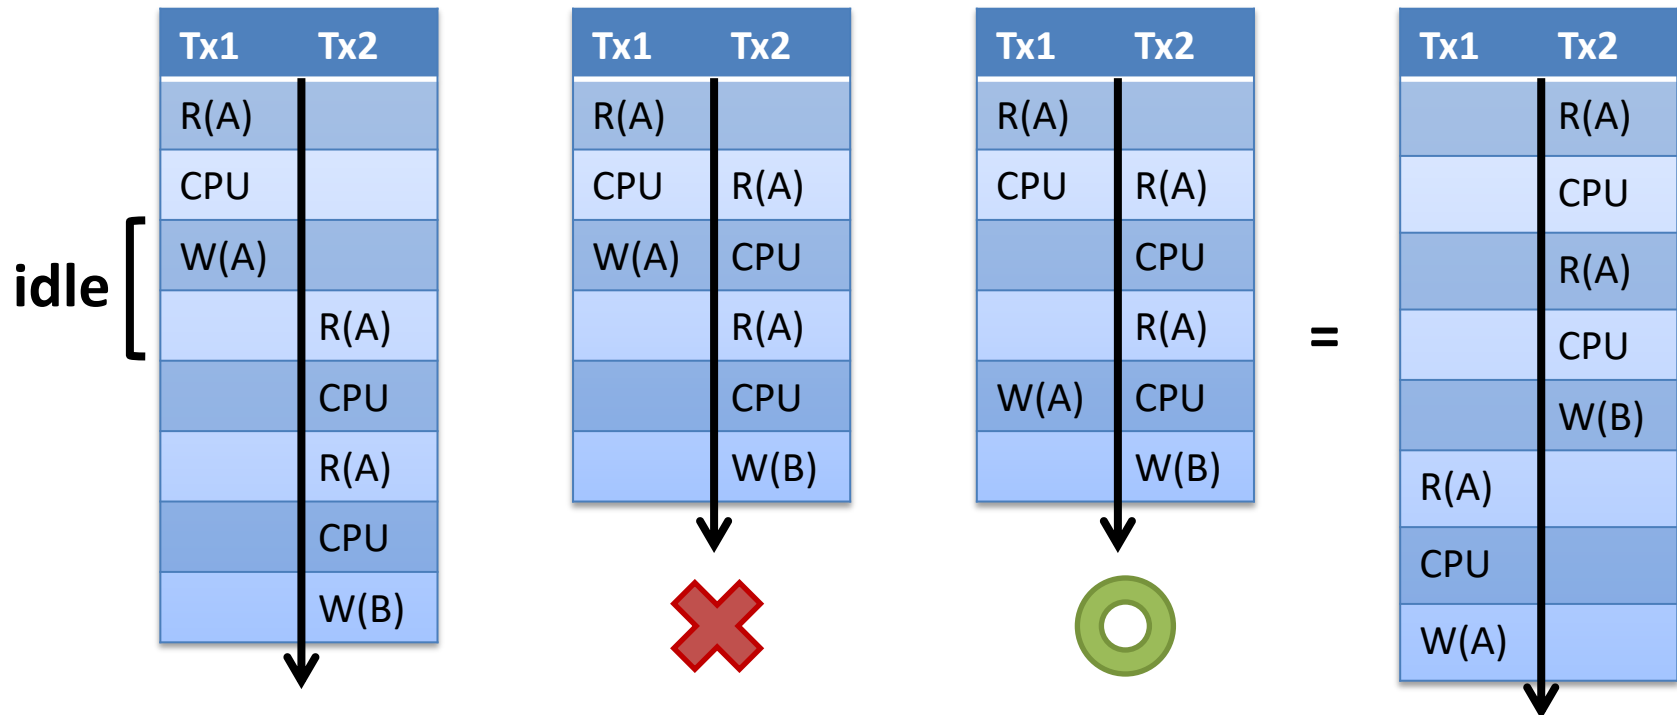 Tx1 Tx2
R(A)
CPU
W(A)
R(A)
CPU
R(A)
CPU
W(B)
idle
Tx1 Tx2
R(A)
CPU R(A)
W(A) CPU
R(A)
CPU
W(B)
Tx1 Tx2
R(A)
CPU R(A)
CPU
R(A)
W(A) CPU
W(B)
=
Tx1 Tx2
R(A)
CPU
R(A)
CPU
W(B)
R(A)
CPU
W(A)